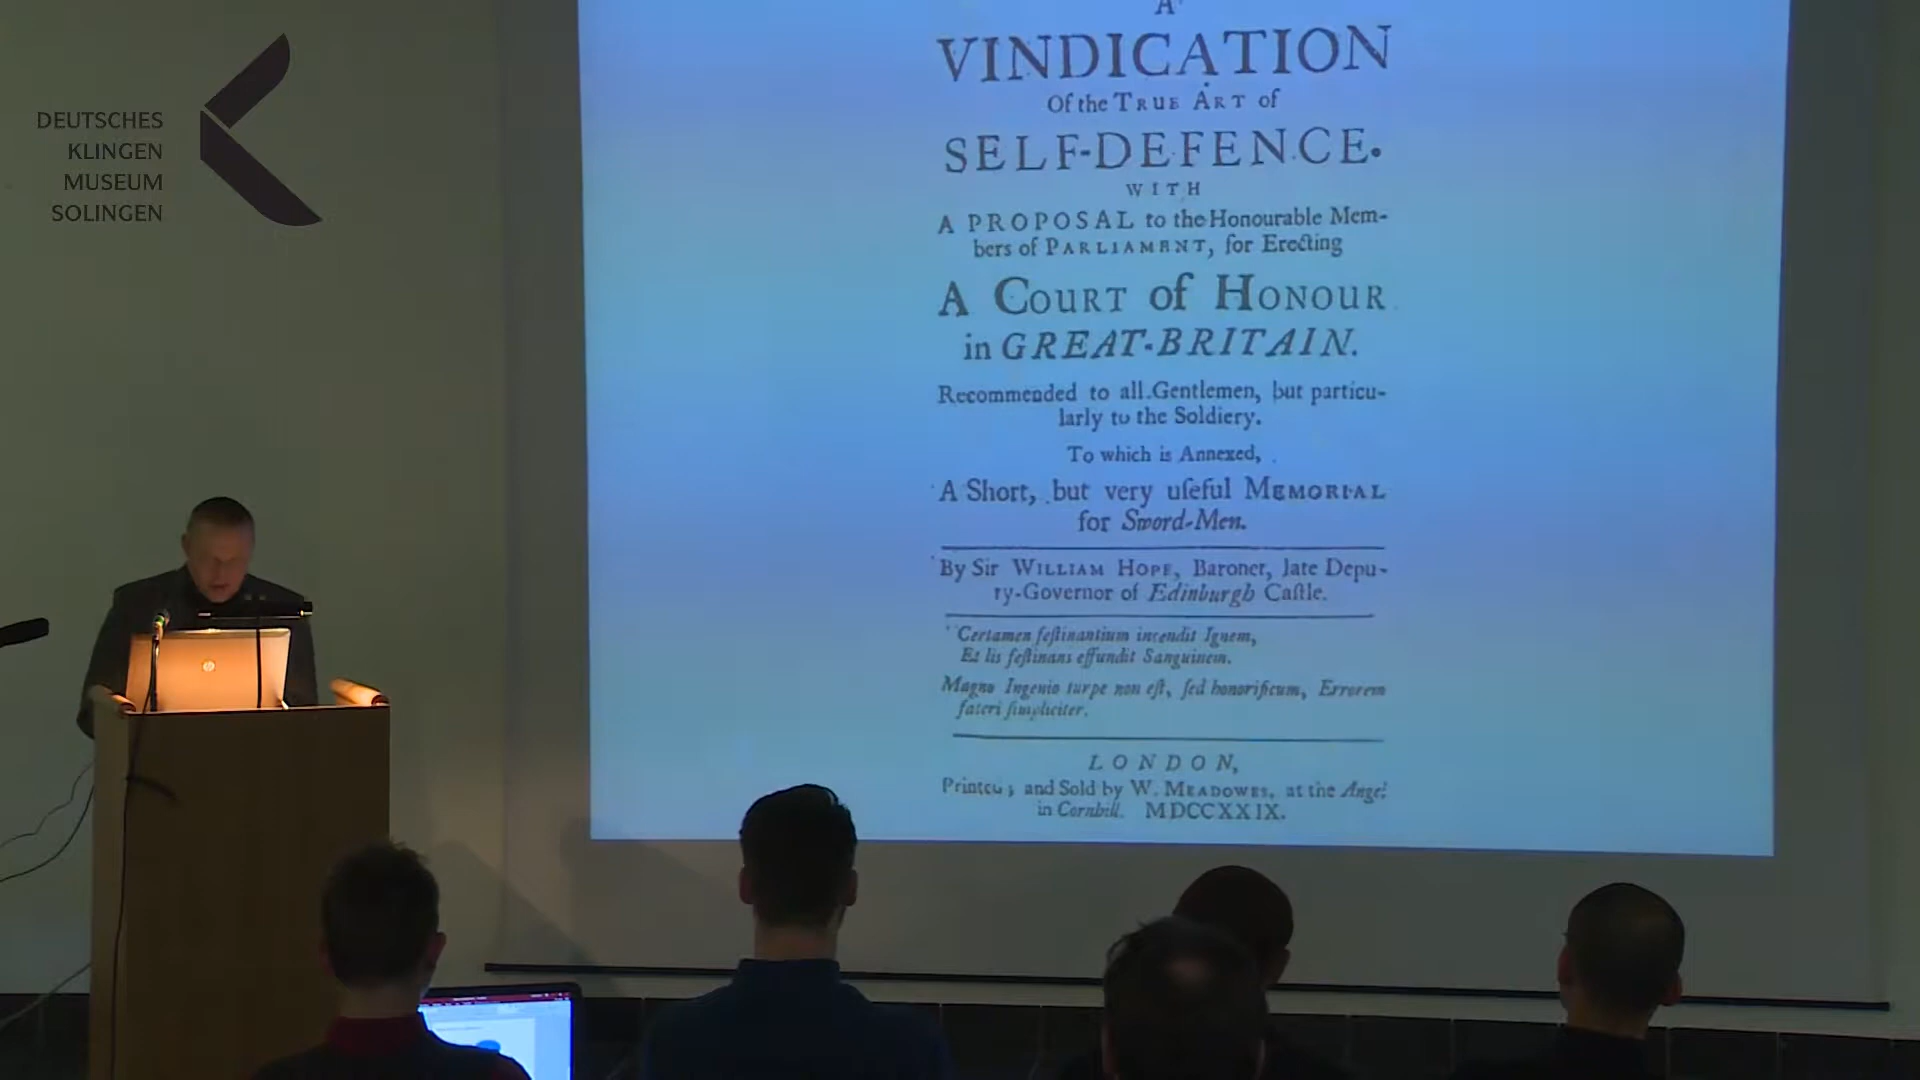 DEUTSCHES
KLINGEN
MUSEUM
SOLINGEN
A
VINDICATION
Of the TRUE ART of
SELF-DEFENCE.
WITH
A PROPOSAL to the Honourable Mem-
bers of PARLIAMENT, for Erecting
A COURT of HONOUR
in GREAT-BRITAIN.
Recommended to all Gentlemen, but particu-
larly to the Soldiery.
To which is Annexed,
A Short, but very uſeful MEMORIAL
for Sword-Men.
By Sir WILLIAM HOPE, Baronet, late Depu-
ty-Governor of Edinburgh Caſtle.
Certamen feſtinantium incendit Ignem,
Et lis feſtinans effundit Sanguinem.
Magno Ingenio turpe non eſt, ſed honorificum, Errorem
fateri ſimpliciter.
LONDON,
Printed; and Sold by W. MEADOWES, at the Angel
in Cornhill. MDCCXXIX.